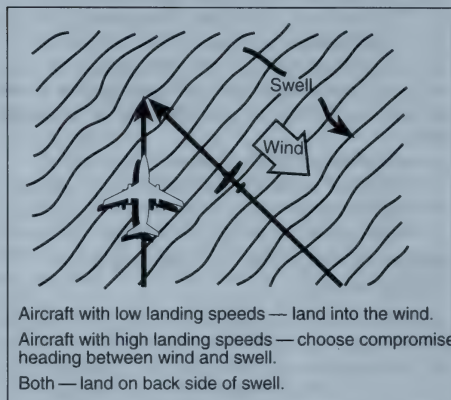 Swell
Wind
Aircraft with low landing speeds — land into the wind.
Aircraft with high landing speeds — choose compromise
heading between wind and swell.
Both — land on back side of swell.